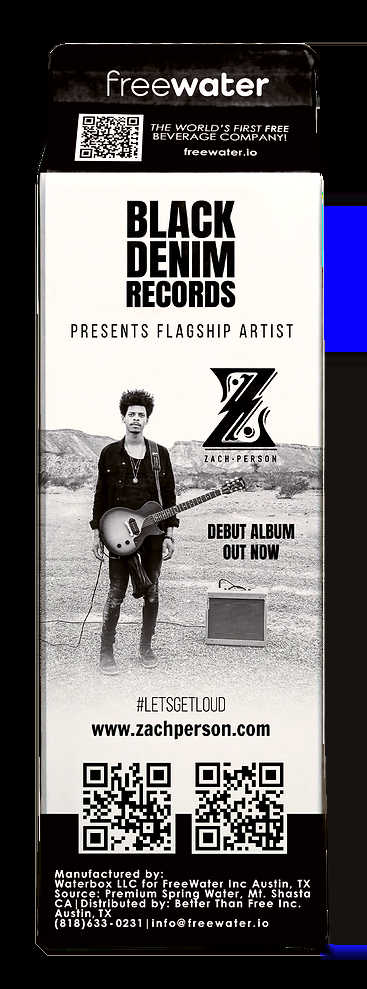 freewater
THE WORLD'S FIRST FREE
BEVERAGE COMPANY!
freewater.io
BLACK
DENIM
RECORDS
PRESENTS FLAGSHIP ARTIST
Z
ZACH·PERSON
DEBUT ALBUM
OUT NOW
#LETSGETLOUD
www.zachperson.com
Manufactured by:
Waterbox LLC for FreeWater Inc Austin, TX
Source: Premium Spring Water, Mt. Shasta
CA|Distributed by: Better Than Free Inc.
Austin, TX
(818)633-0231|info@freewater.io